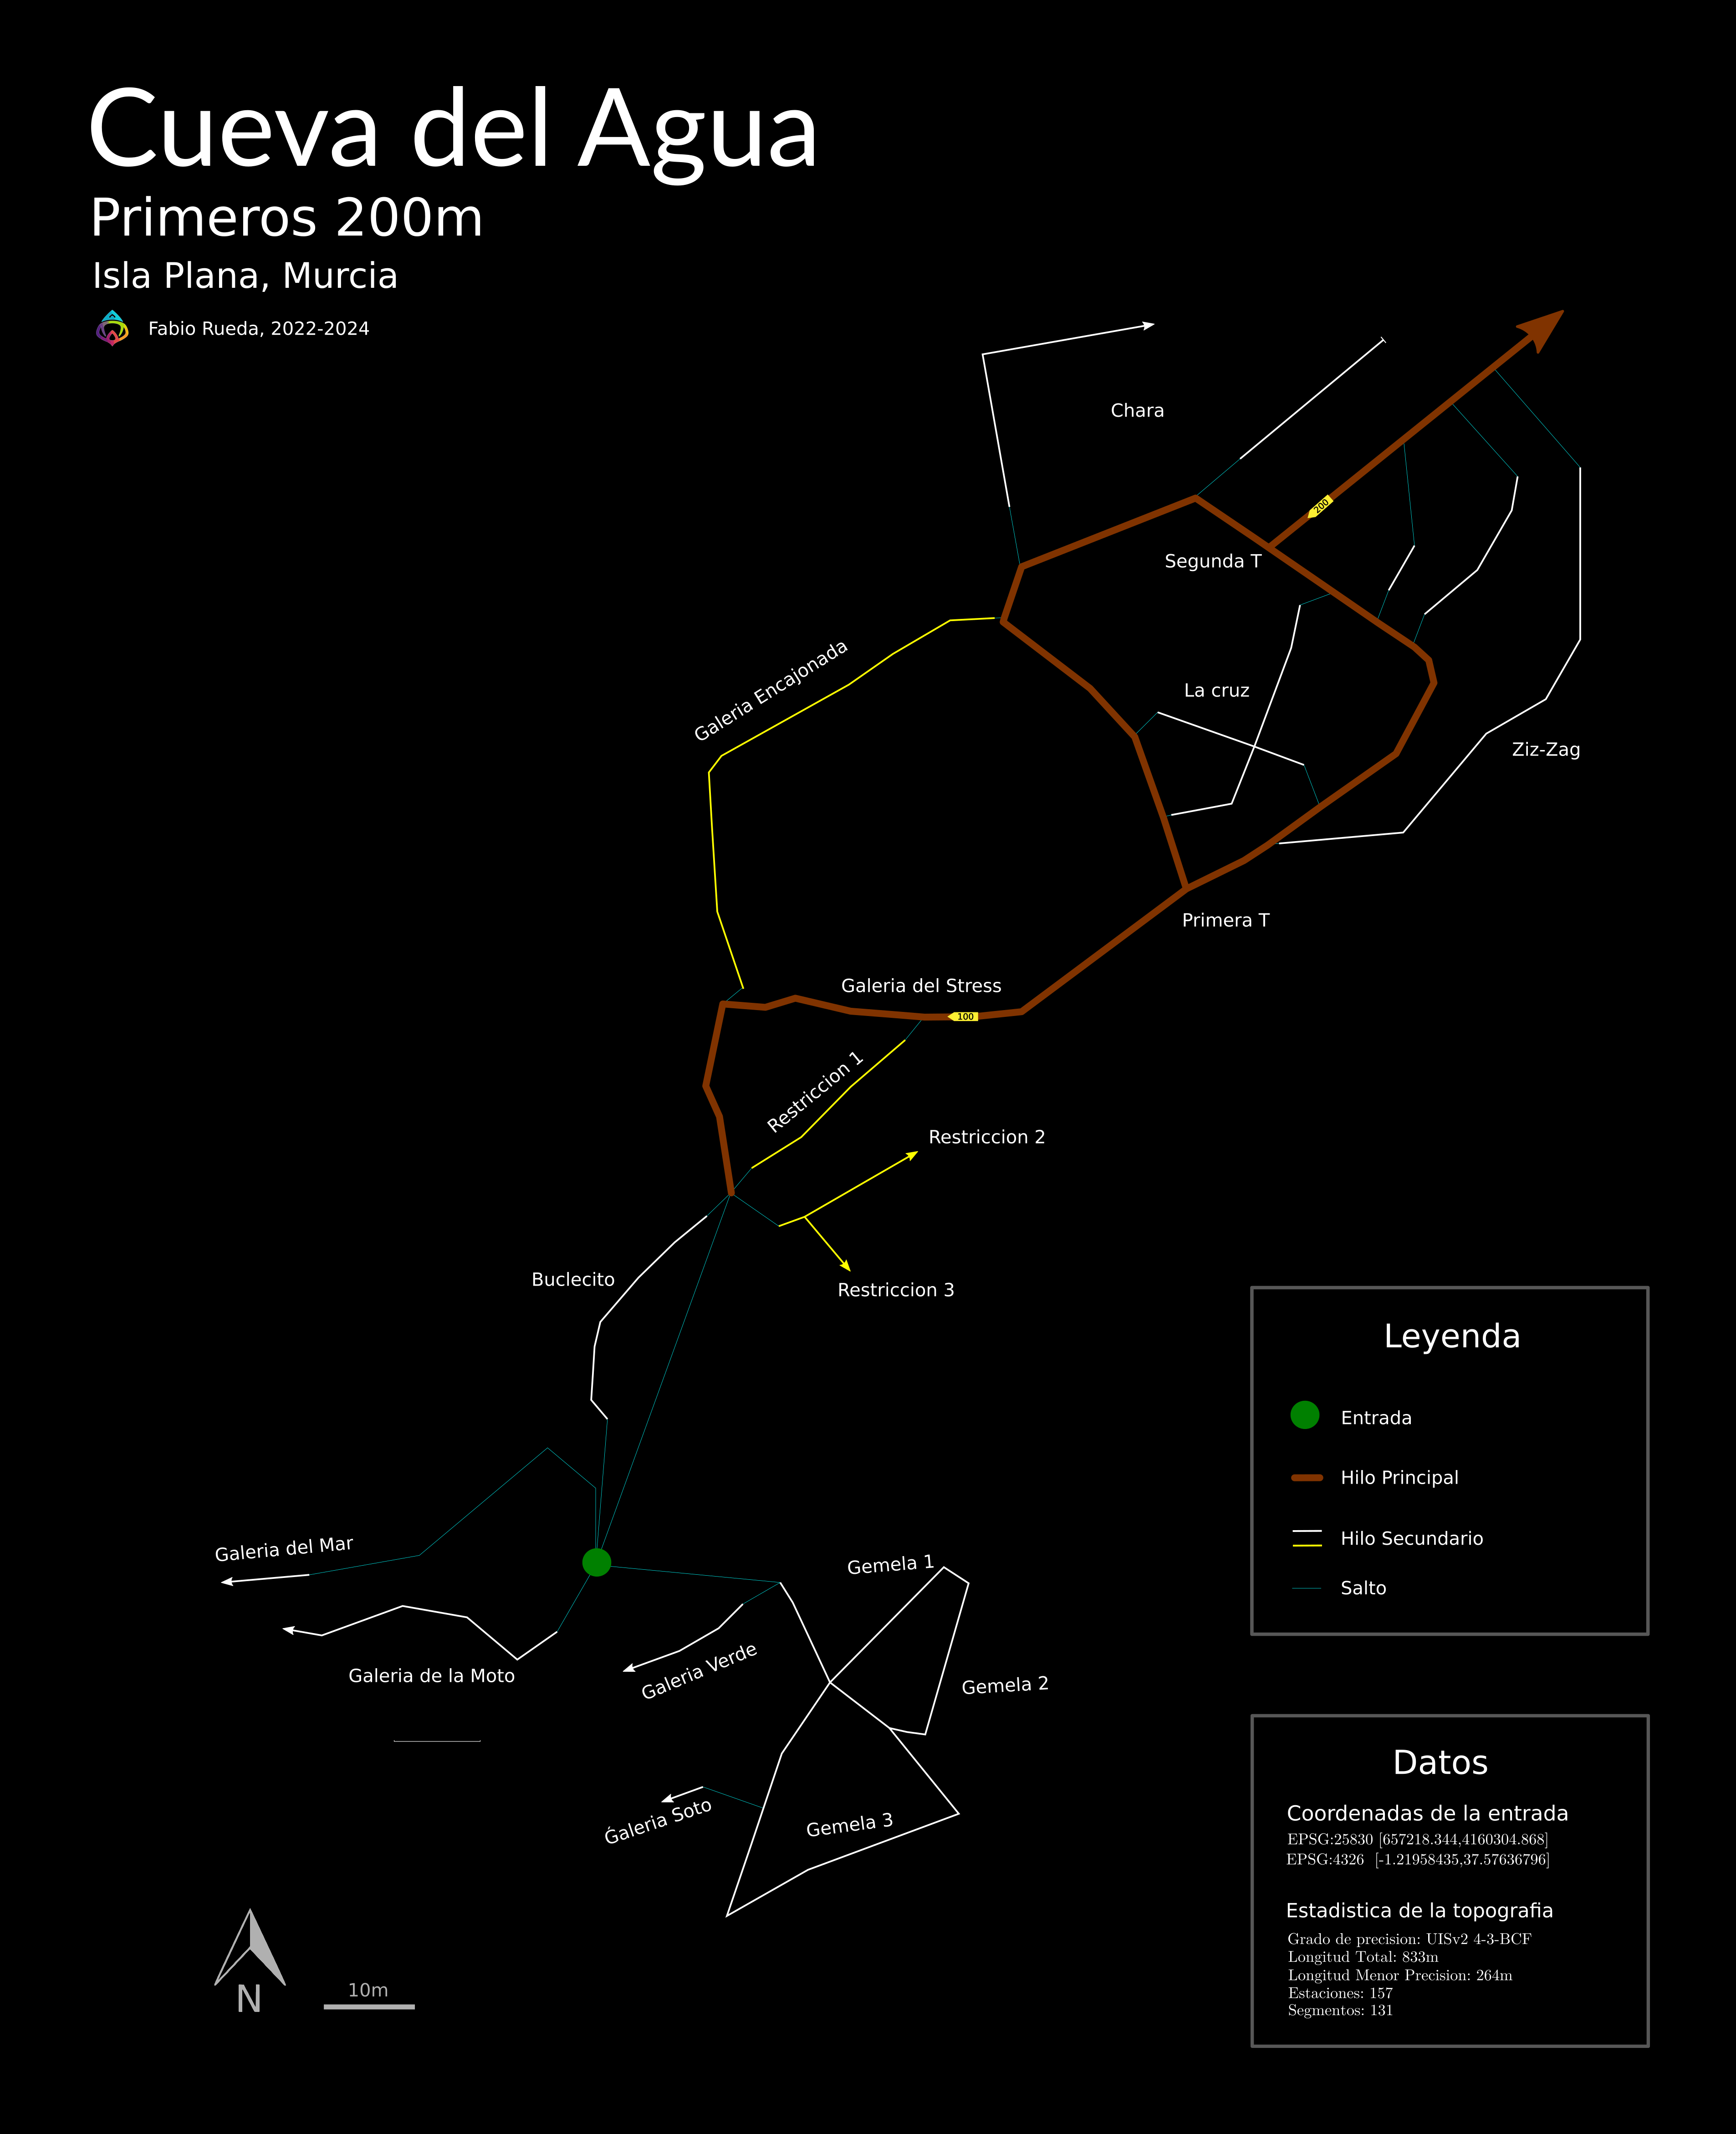 Cueva del Agua
Primeros 200m
Isla Plana, Murcia
Fabio Rueda, 2022-2024
Chara
200
Segunda T
Galeria Encajonada
La cruz
Ziz-Zag
Primera T
Galeria del Stress
100
Restriccion 1
Restriccion 2
Restriccion 3
Buclecito
Galeria del Mar
Gemela 1
Galeria Verde
Galeria de la Moto
Gemela 2
Ǵaleria Soto
Gemela 3
Leyenda
Entrada
Hilo Principal
Hilo Secundario
Salto
Datos
Coordenadas de la entrada
EPSG:25830 [657218.344,4160304.868]
EPSG:4326 [-1.21958435,37.57636796]
Estadistica de la topografia
Grado de precision: UISv2 4-3-BCF
Longitud Total: 833m
Longitud Menor Precision: 264m
Estaciones: 157
Segmentos: 131
N
10m